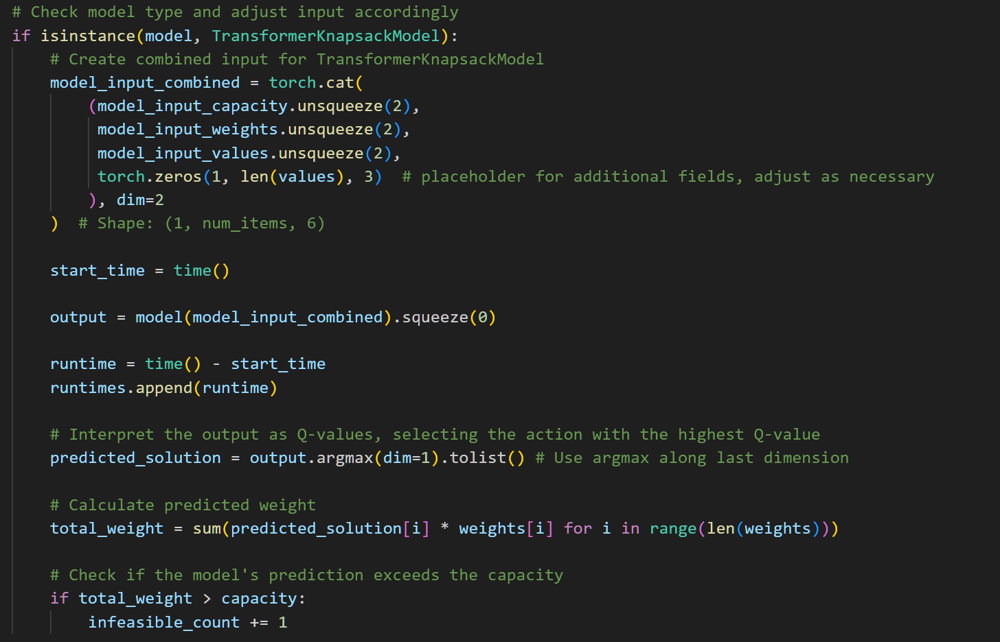 # Check model type and adjust input accordingly
if isinstance(model, TransformerKnapsackModel):
    # Create combined input for TransformerKnapsackModel
    model_input_combined = torch.cat(
        (model_input_capacity.unsqueeze(2),
         model_input_weights.unsqueeze(2),
         model_input_values.unsqueeze(2),
         torch.zeros(1, len(values), 3)  # placeholder for additional fields, adjust as necessary
        ), dim=2
    )  # Shape: (1, num_items, 6)

    start_time = time()

    output = model(model_input_combined).squeeze(0)

    runtime = time() - start_time
    runtimes.append(runtime)

    # Interpret the output as Q-values, selecting the action with the highest Q-value
    predicted_solution = output.argmax(dim=1).tolist() # Use argmax along last dimension

    # Calculate predicted weight
    total_weight = sum(predicted_solution[i] * weights[i] for i in range(len(weights)))

    # Check if the model's prediction exceeds the capacity
    if total_weight > capacity:
        infeasible_count += 1